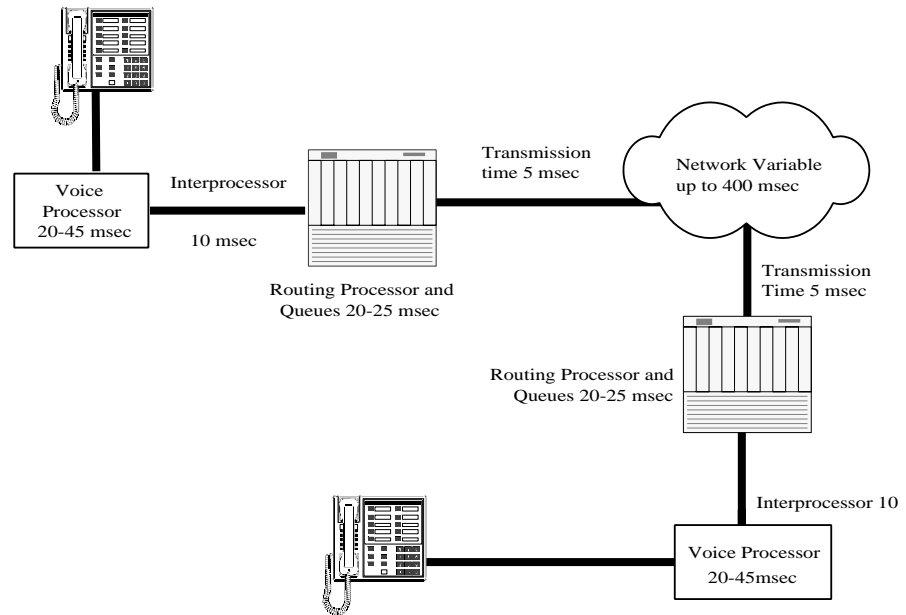 Voice
Processor
20-45 msec
Interprocessor
10 msec
Routing Processor and
Queues 20-25 msec
Transmission
time 5 msec
Network Variable
up to 400 msec
Transmission
Time 5 msec
Routing Processor and
Queues 20-25 msec
Interprocessor 10
Voice Processor
20-45msec